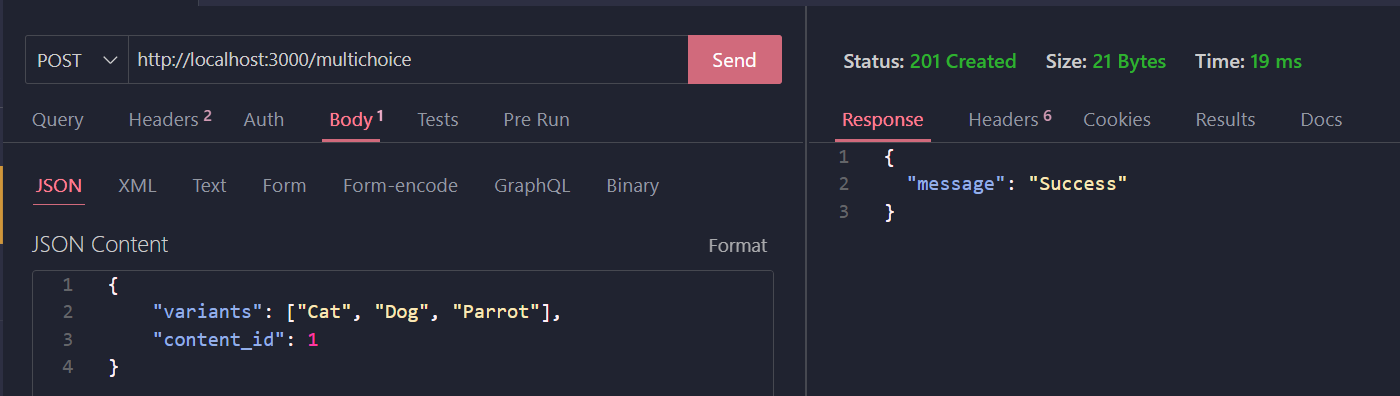 POST http://localhost:3000/multichoice Send
Query Headers 2 Auth Body 1 Tests Pre Run
JSON XML Text Form Form-encode GraphQL Binary
JSON Content Format
1 {
2 "variants": ["Cat", "Dog", "Parrot"],
3 "content_id": 1
4 }
Status: 201 Created Size: 21 Bytes Time: 19 ms
Response Headers 6 Cookies Results Docs
1 {
2 "message": "Success"
3 }